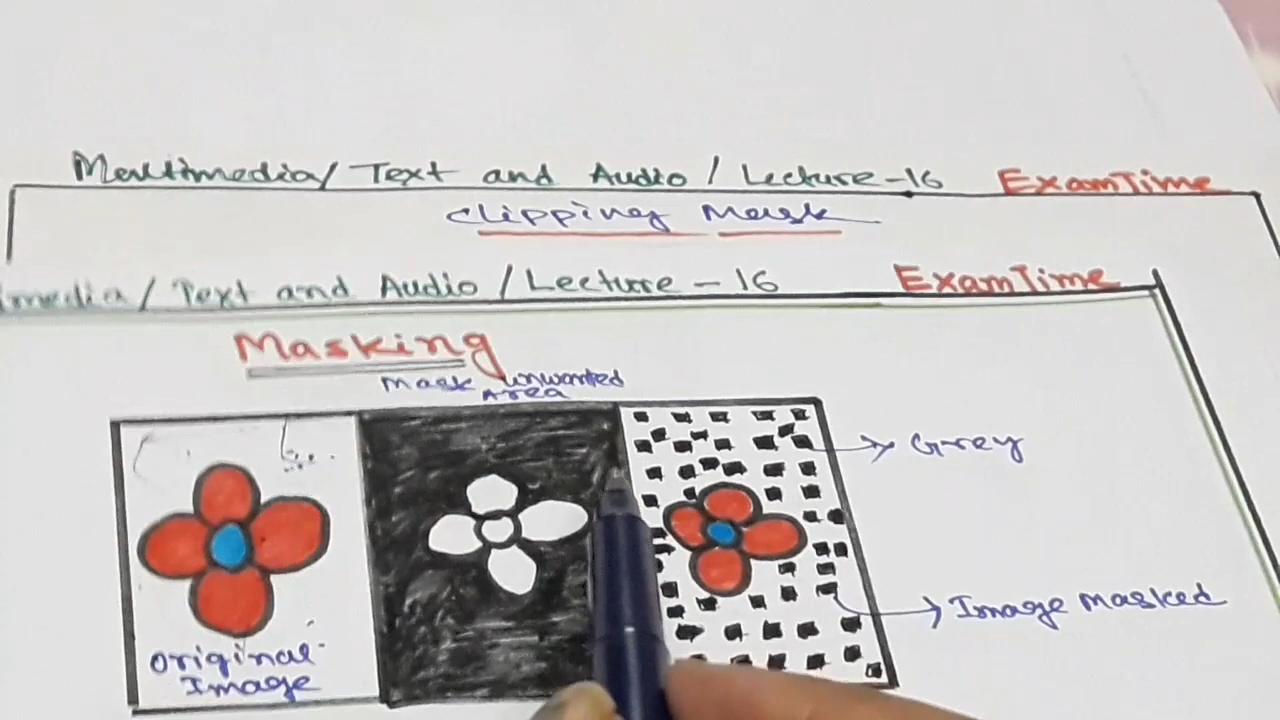 Multimedia/ Text and Audio / Lecture-16 ExamTime
Clipping Mask
imedia / Text and Audio / Lecture - 16 ExamTime
Masking
Mask unwanted
Area
Grey
Image Masked
Original
Image